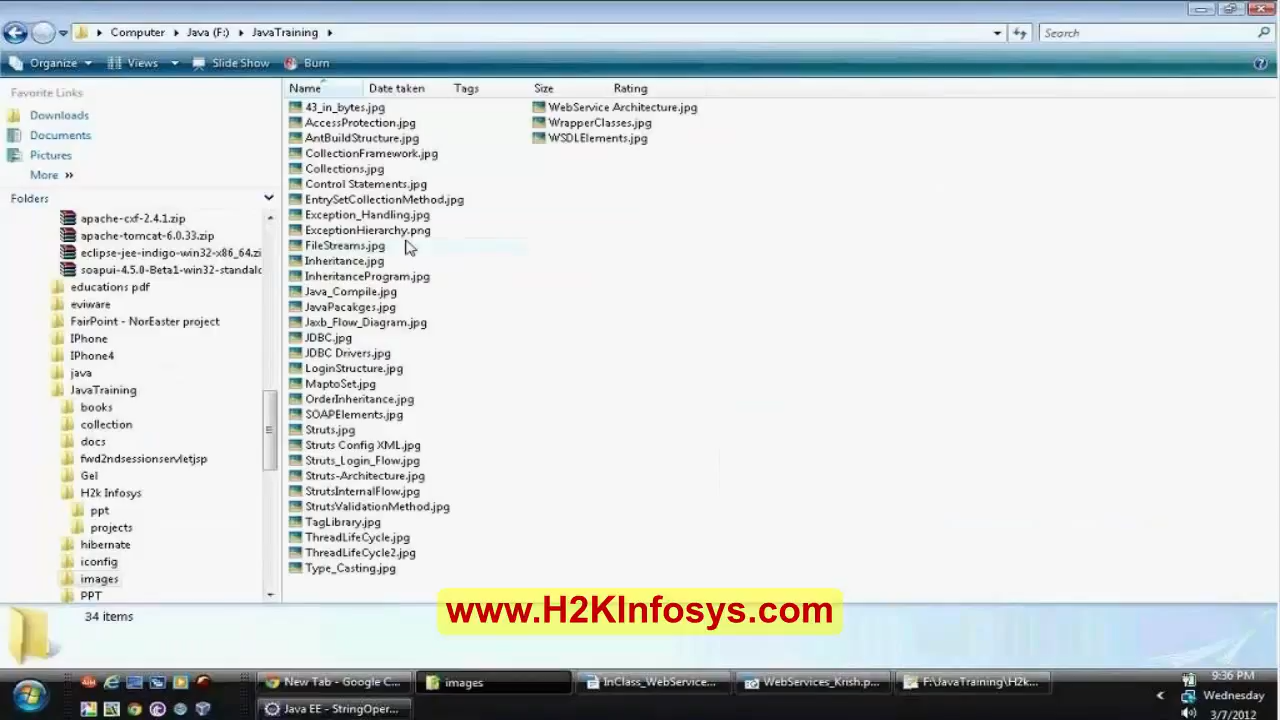 Computer
Java (F:)
JavaTraining
Search
Organize
Views
Slide Show
Burn
Favorite Links
Downloads
Documents
Pictures
More »
Folders
apache-cxf-2.4.1.zip
apache-tomcat-6.0.33.zip
eclipse-jee-indigo-win32-x86_64.zi
soapui-4.5.0-Beta1-win32-standalo
educations pdf
eviware
FairPoint - NorEaster project
IPhone
IPhone4
java
JavaTraining
books
collection
docs
fwd2ndsessionservletjsp
Gel
H2k Infosys
ppt
projects
hibernate
iconfig
images
PPT
Name Date taken Tags Size Rating
43_in_bytes.jpg
AccessProtection.jpg
AntBuildStructure.jpg
CollectionFramework.jpg
Collections.jpg
Control Statements.jpg
EntrySetCollectionMethod.jpg
Exception_Handling.jpg
ExceptionHierarchy.png
FileStreams.jpg
Inheritance.jpg
InheritanceProgram.jpg
Java_Compile.jpg
JavaPacakges.jpg
Jaxb_Flow_Diagram.jpg
JDBC.jpg
JDBC Drivers.jpg
LoginStructure.jpg
MaptoSet.jpg
OrderInheritance.jpg
SOAPElements.jpg
Struts.jpg
Struts Config XML.jpg
Struts_Login_Flow.jpg
Struts-Architecture.jpg
StrutsInternalFlow.jpg
StrutsValidationMethod.jpg
TagLibrary.jpg
ThreadLifeCycle.jpg
ThreadLifeCycle2.jpg
Type_Casting.jpg
WebService Architecture.jpg
WrapperClasses.jpg
WSDLElements.jpg
34 items
www.H2KInfosys.com
New Tab - Google C...
images
InClass_WebService...
WebServices_Krish.p...
F:\JavaTraining\H2k...
Java EE - StringOper...
9:36 PM
Wednesday
3/7/2012